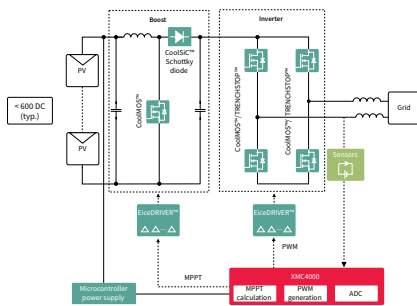 Boost
Inverter
CoolSiC™
Schottky
diode
PV
CoolMOS™
CoolMOS™/TRENCHSTOP™
CoolMOS™/ TRENCHSTOP™
< 600 DC
(typ.)
Grid
PV
Sensors
EiceDRIVER™
EiceDRIVER™
PWM
MPPT
XMC4000
Microcontroller
power supply
MPPT
calculation
PWM
generation
ADC